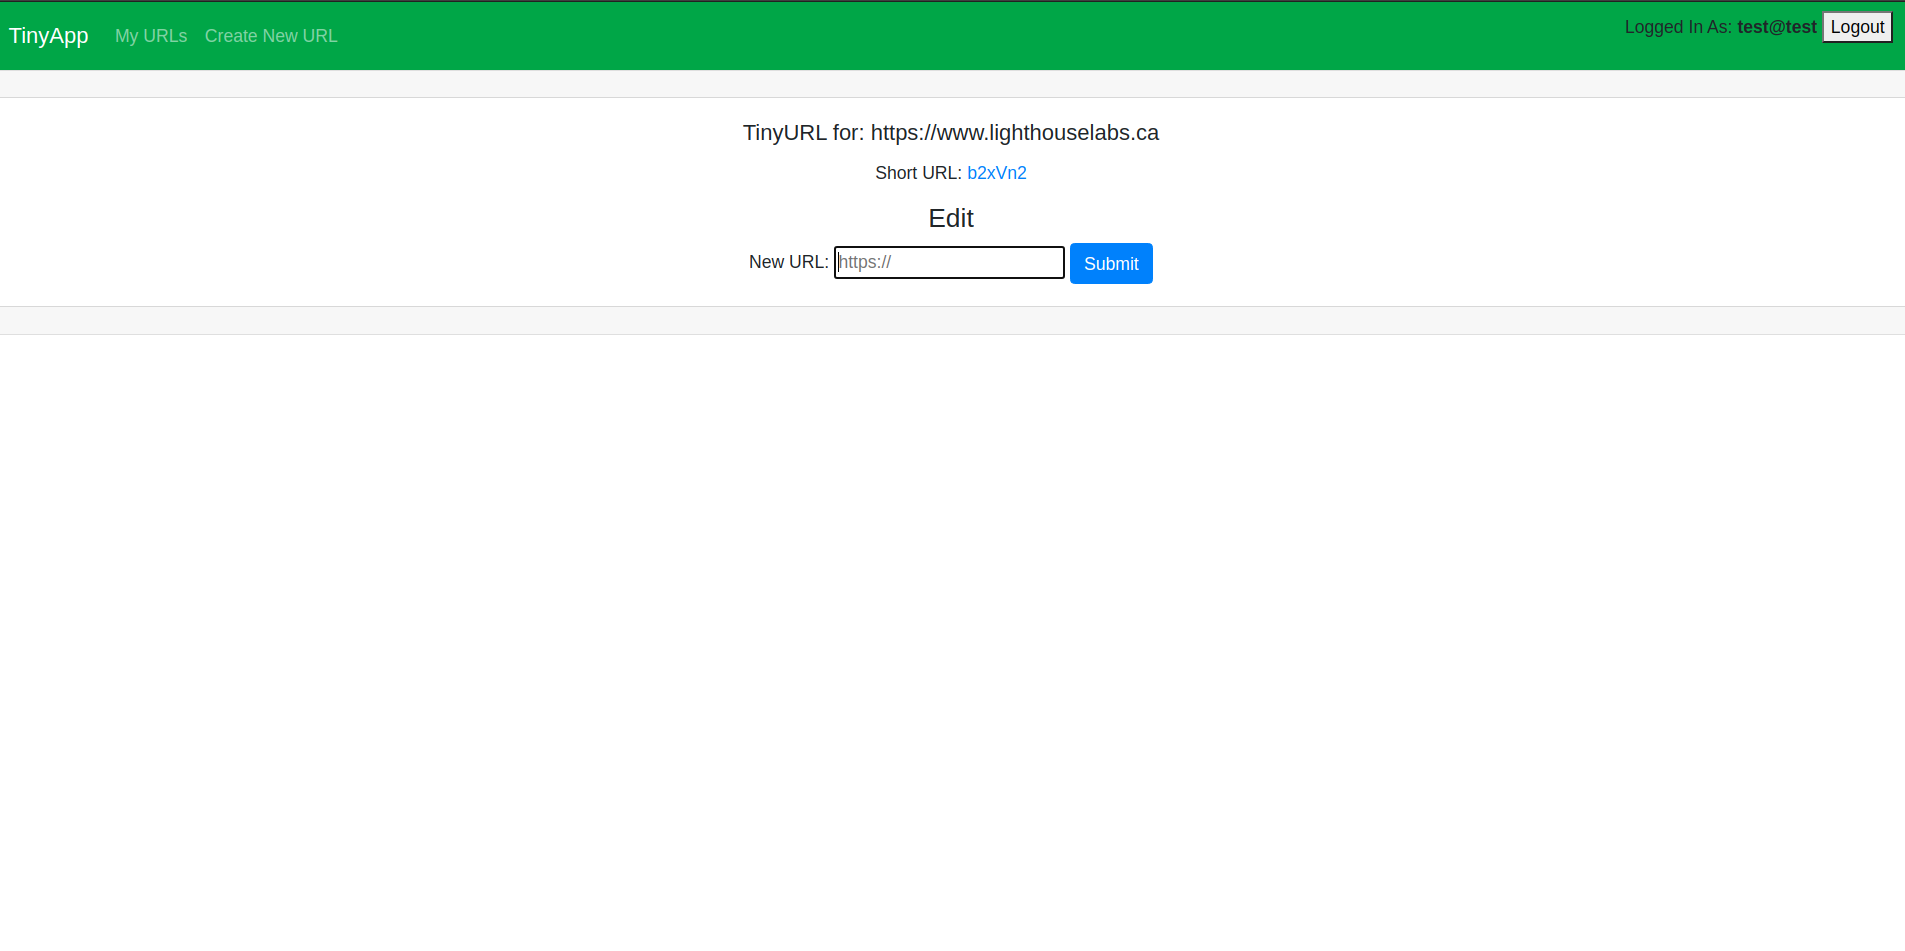 TinyApp My URLs Create New URL Logged In As: test@test Logout
TinyURL for: https://www.lighthouselabs.ca
Short URL: b2xVn2
Edit
New URL: https:// Submit